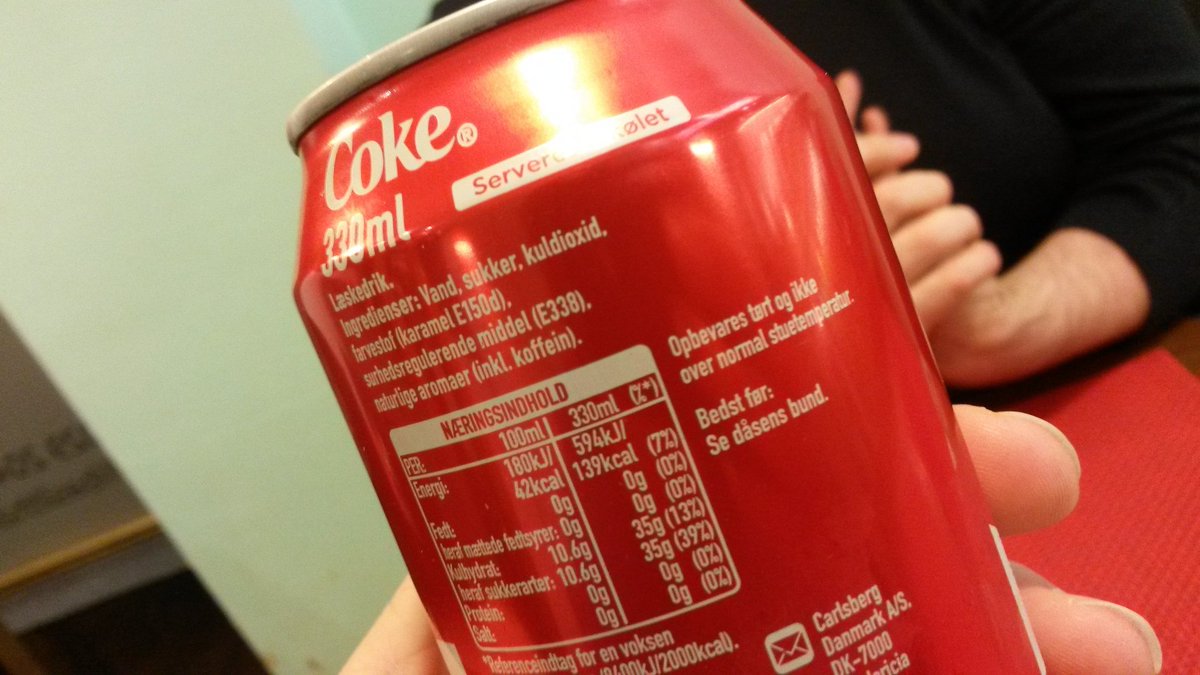 Coke®
330ml
Læskedrik.
Ingredienser: Vand, sukker, kuldioxid,
farvestof (karamel E150d),
surhedsregulerende middel (E338),
naturlige aromaer (inkl. koffein).
NÆRINGSINDHOLD
PER: 100ml 330ml (%*)
Energi: 180kJ/ 594kJ/
42kcal 139kcal (7%)
Fedt: 0g 0g (0%)
heraf mættede fedtsyrer: 0g 0g (0%)
Kulhydrat: 10.6g 35g (13%)
heraf sukkerarter: 10.6g 35g (39%)
Protein: 0g 0g (0%)
Salt: 0g 0g (0%)
*Referenceindtag for en voksen
(8400kJ/2000kcal).
Opbevares tørt og ikke
over normal stuetemperatur.
Bedst før:
Se dåsens bund.
Carlsberg
Danmark A/S,
DK-7000